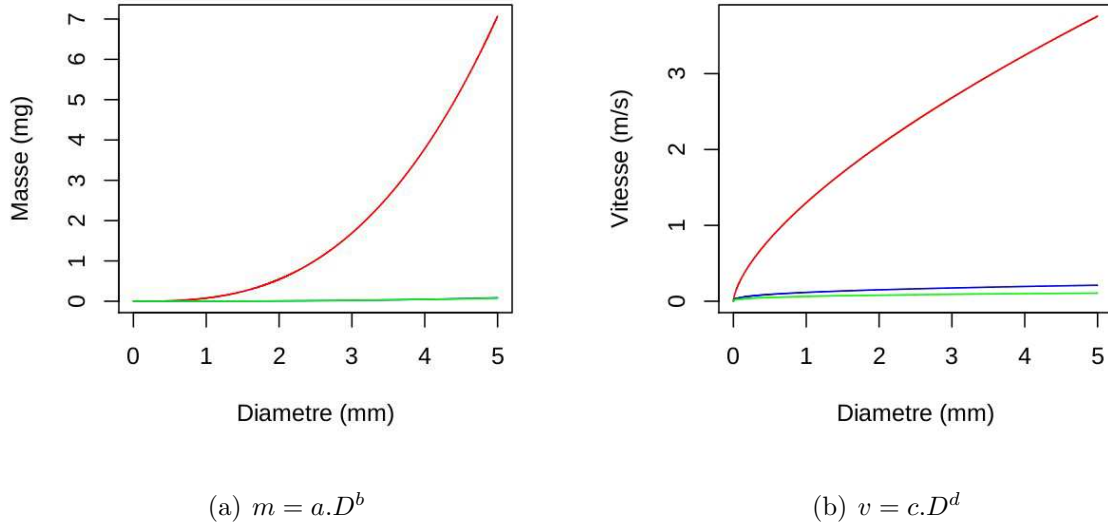 Masse (mg)
7
6
5
4
3
2
1
0
0 1 2 3 4 5
Diametre (mm)
(a) m = a.D^b
Vitesse (m/s)
3
2
1
0
0 1 2 3 4 5
Diametre (mm)
(b) v = c.D^d